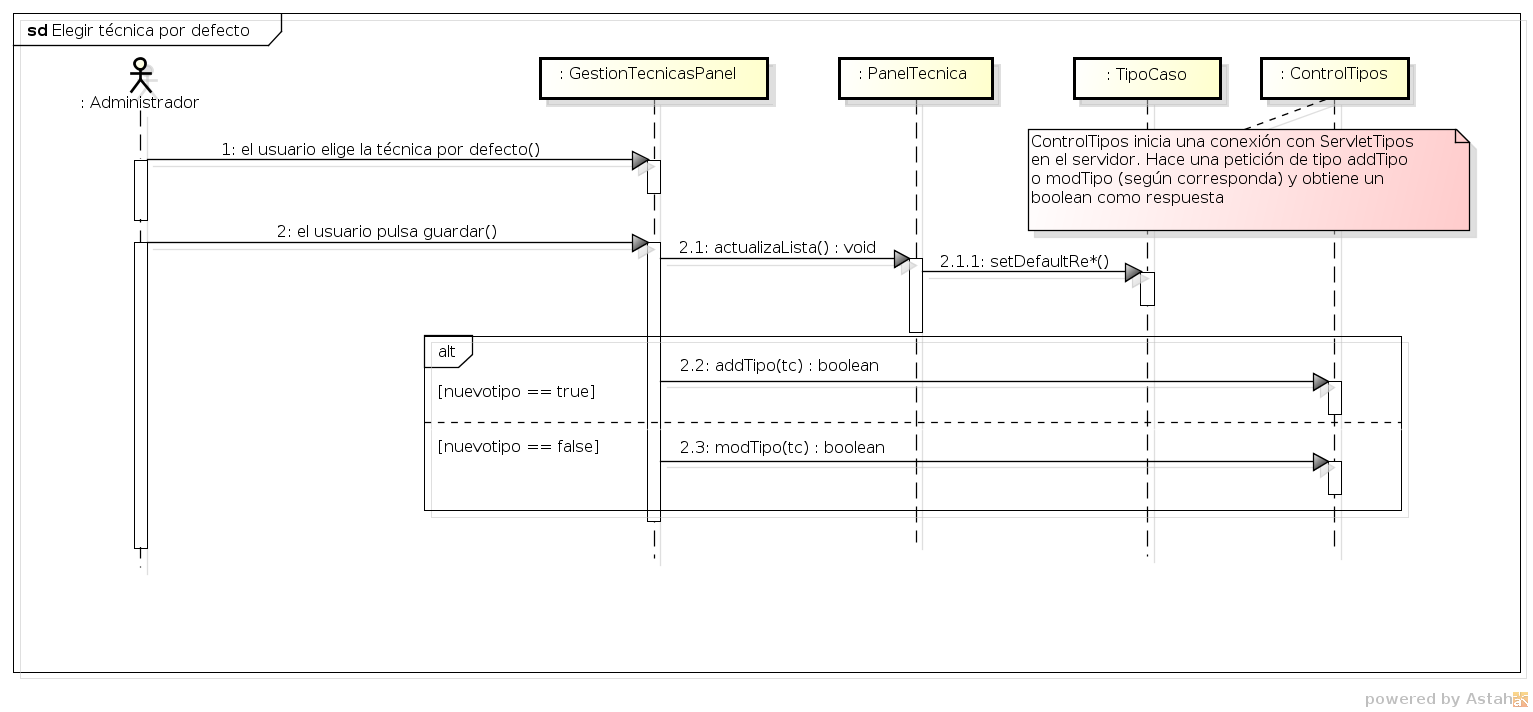 sd Elegir técnica por defecto
: Administrador
: GestionTecnicasPanel
: PanelTecnica
: TipoCaso
: ControlTipos
ControlTipos inicia una conexión con ServletTipos
en el servidor. Hace una petición de tipo addTipo
o modTipo (según corresponda) y obtiene un
boolean como respuesta
1: el usuario elige la técnica por defecto()
2: el usuario pulsa guardar()
2.1: actualizaLista() : void
2.1.1: setDefaultRe*()
alt
2.2: addTipo(tc) : boolean
[nuevotipo == true]
[nuevotipo == false]
2.3: modTipo(tc) : boolean
powered by Astah